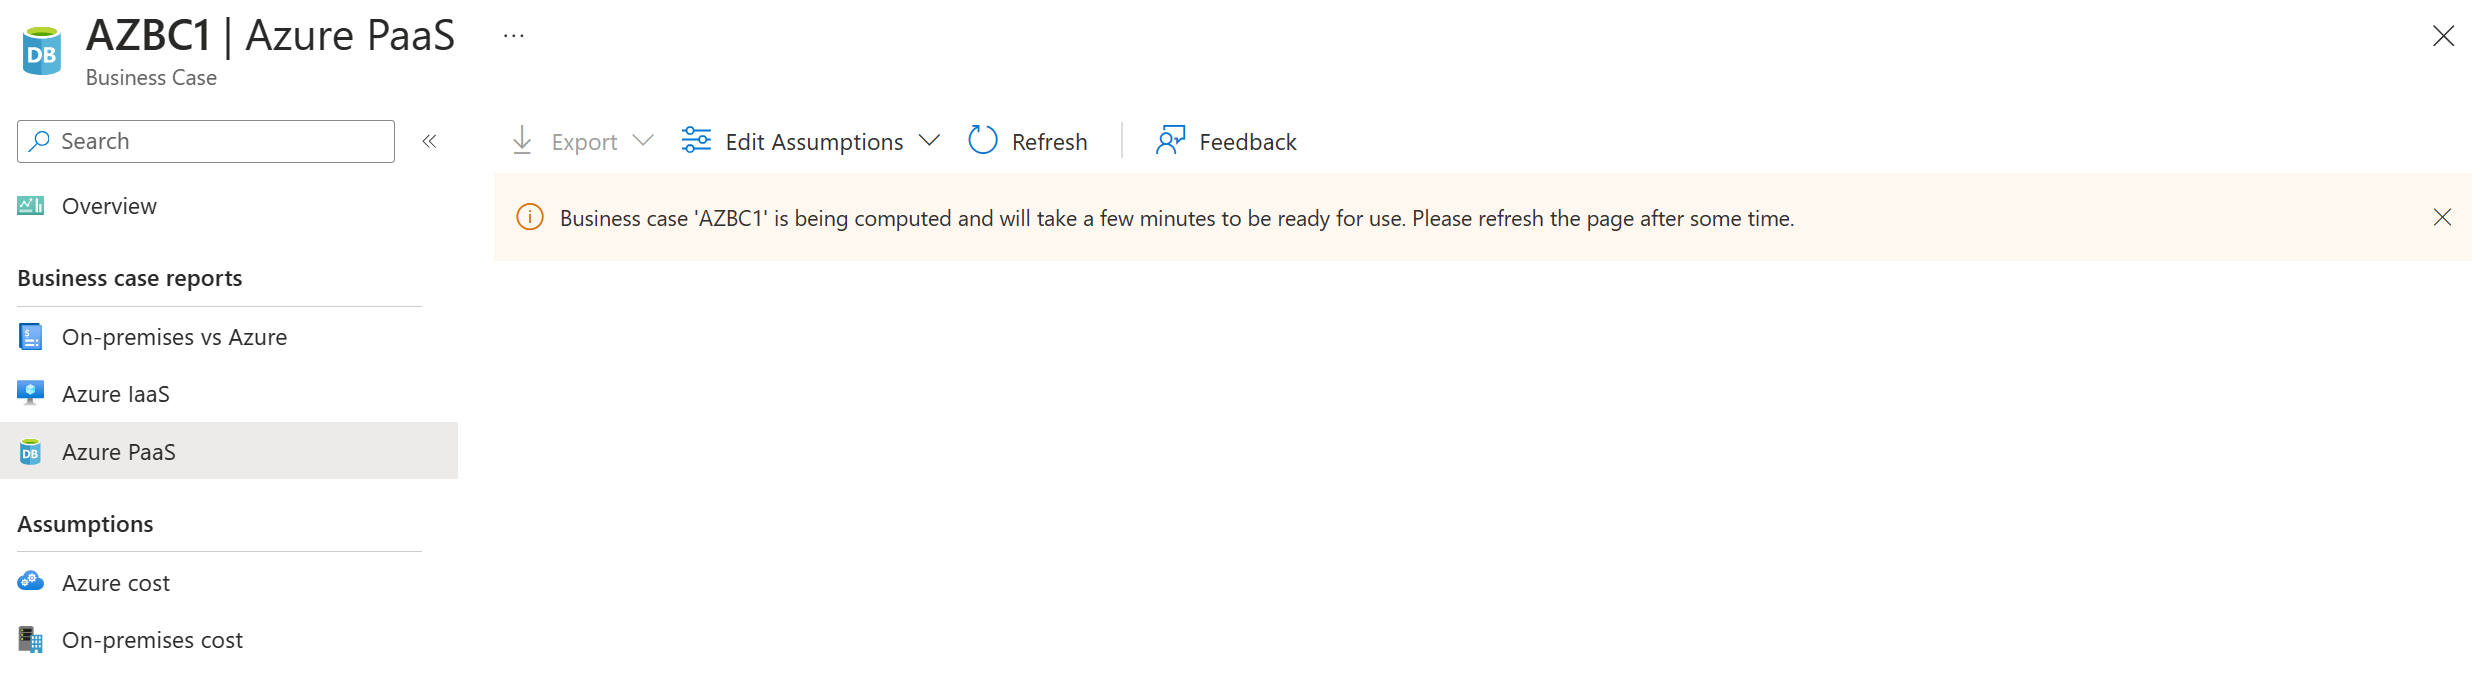 AZBC1 | Azure PaaS ...
Business Case
Search
Export
Edit Assumptions
Refresh
Feedback
Business case 'AZBC1' is being computed and will take a few minutes to be ready for use. Please refresh the page after some time.
Overview
Business case reports
On-premises vs Azure
Azure IaaS
DB Azure PaaS
Assumptions
Azure cost
On-premises cost
DB